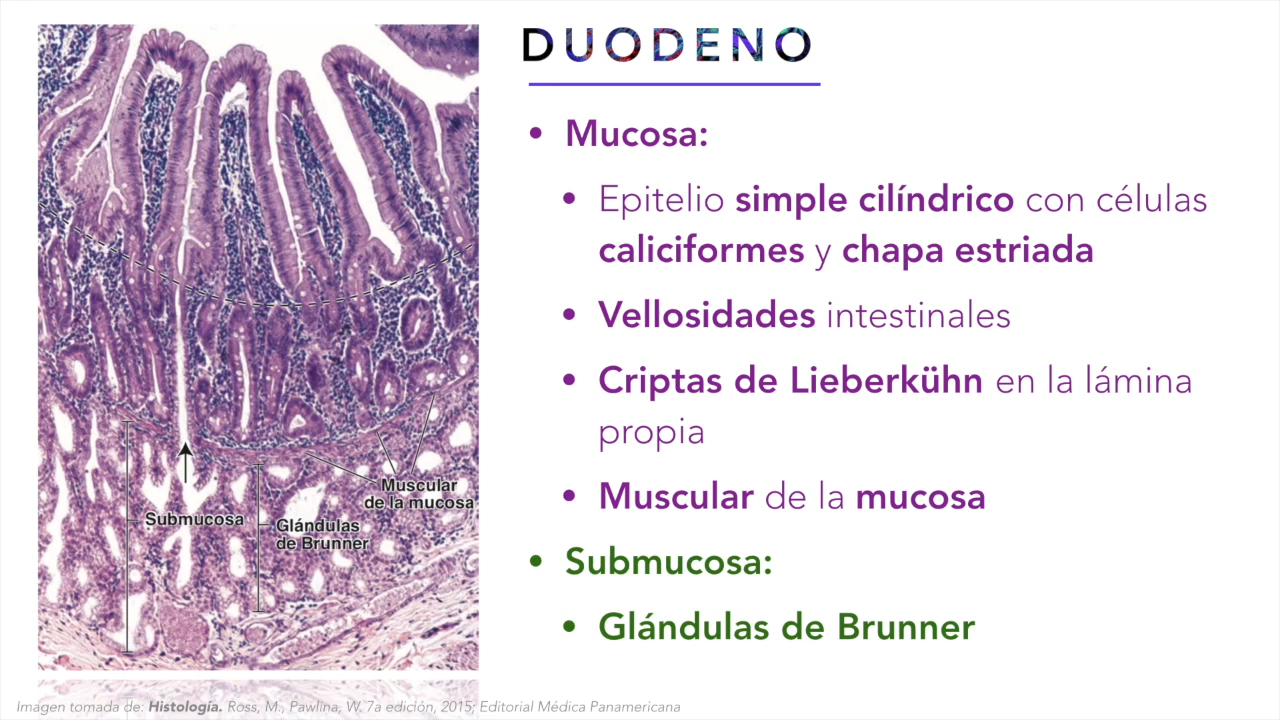 DUODENO
• Mucosa:
• Epitelio simple cilíndrico con células
caliciformes y chapa estriada
• Vellosidades intestinales
• Criptas de Lieberkühn en la lámina
propia
• Muscular de la mucosa
• Submucosa:
• Glándulas de Brunner
Muscular
de la mucosa
Submucosa
Glándulas
de Brunner
Imagen tomada de: Histología. Ross, M., Pawlina, W. 7a edición, 2015; Editorial Médica Panamericana